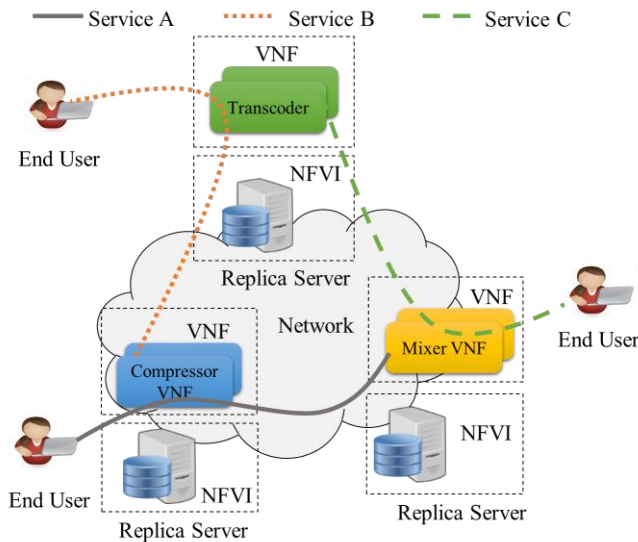 Service A
Service B
Service C
VNF
Transcoder
End User
NFVI
Replica Server
Network
VNF
Mixer VNF
End User
VNF
Compressor
VNF
End User
NFVI
Replica Server
NFVI
Replica Server